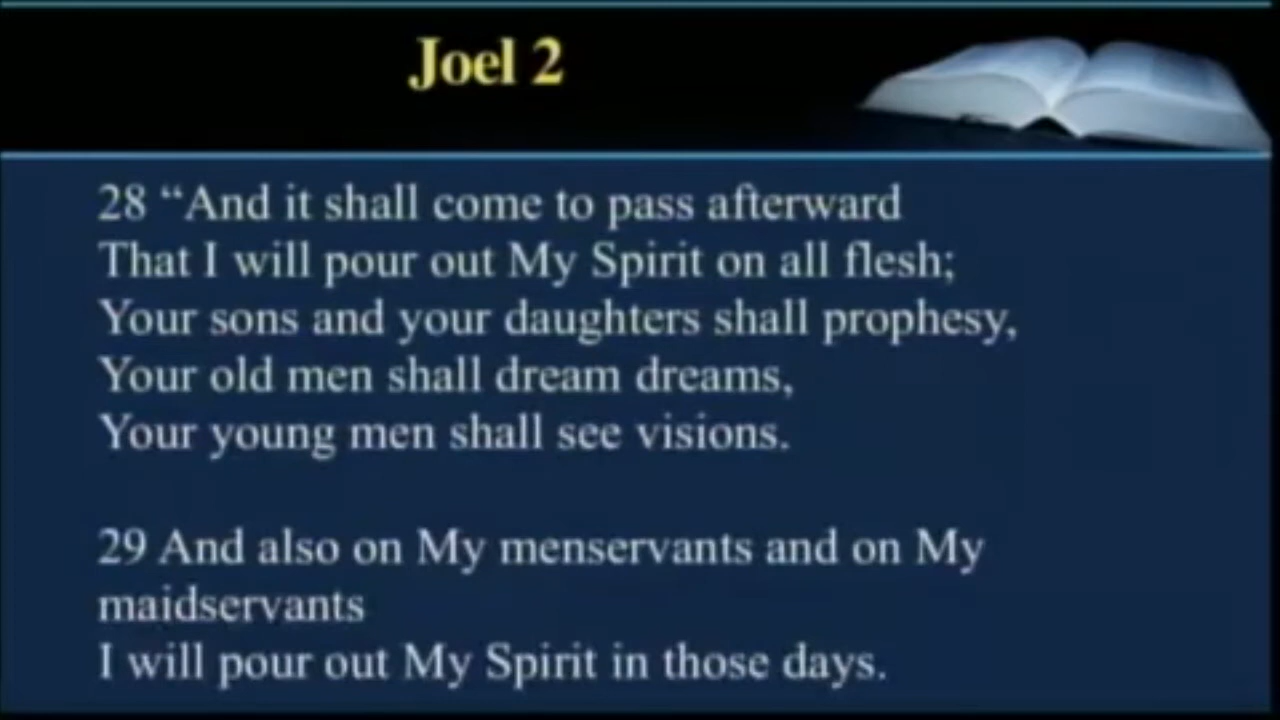 Joel 2
28 “And it shall come to pass afterward
That I will pour out My Spirit on all flesh;
Your sons and your daughters shall prophesy,
Your old men shall dream dreams,
Your young men shall see visions.
29 And also on My menservants and on My
maidservants
I will pour out My Spirit in those days.